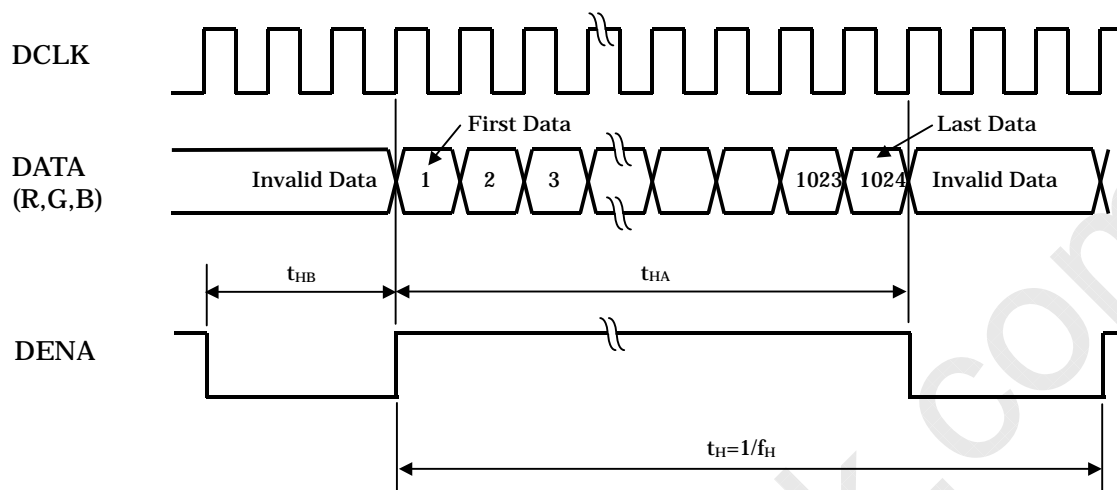 DCLK
First Data
Last Data
DATA
(R,G,B)
Invalid Data
1
2
3
1023
1024
Invalid Data
tHB
tHA
DENA
tH=1/fH